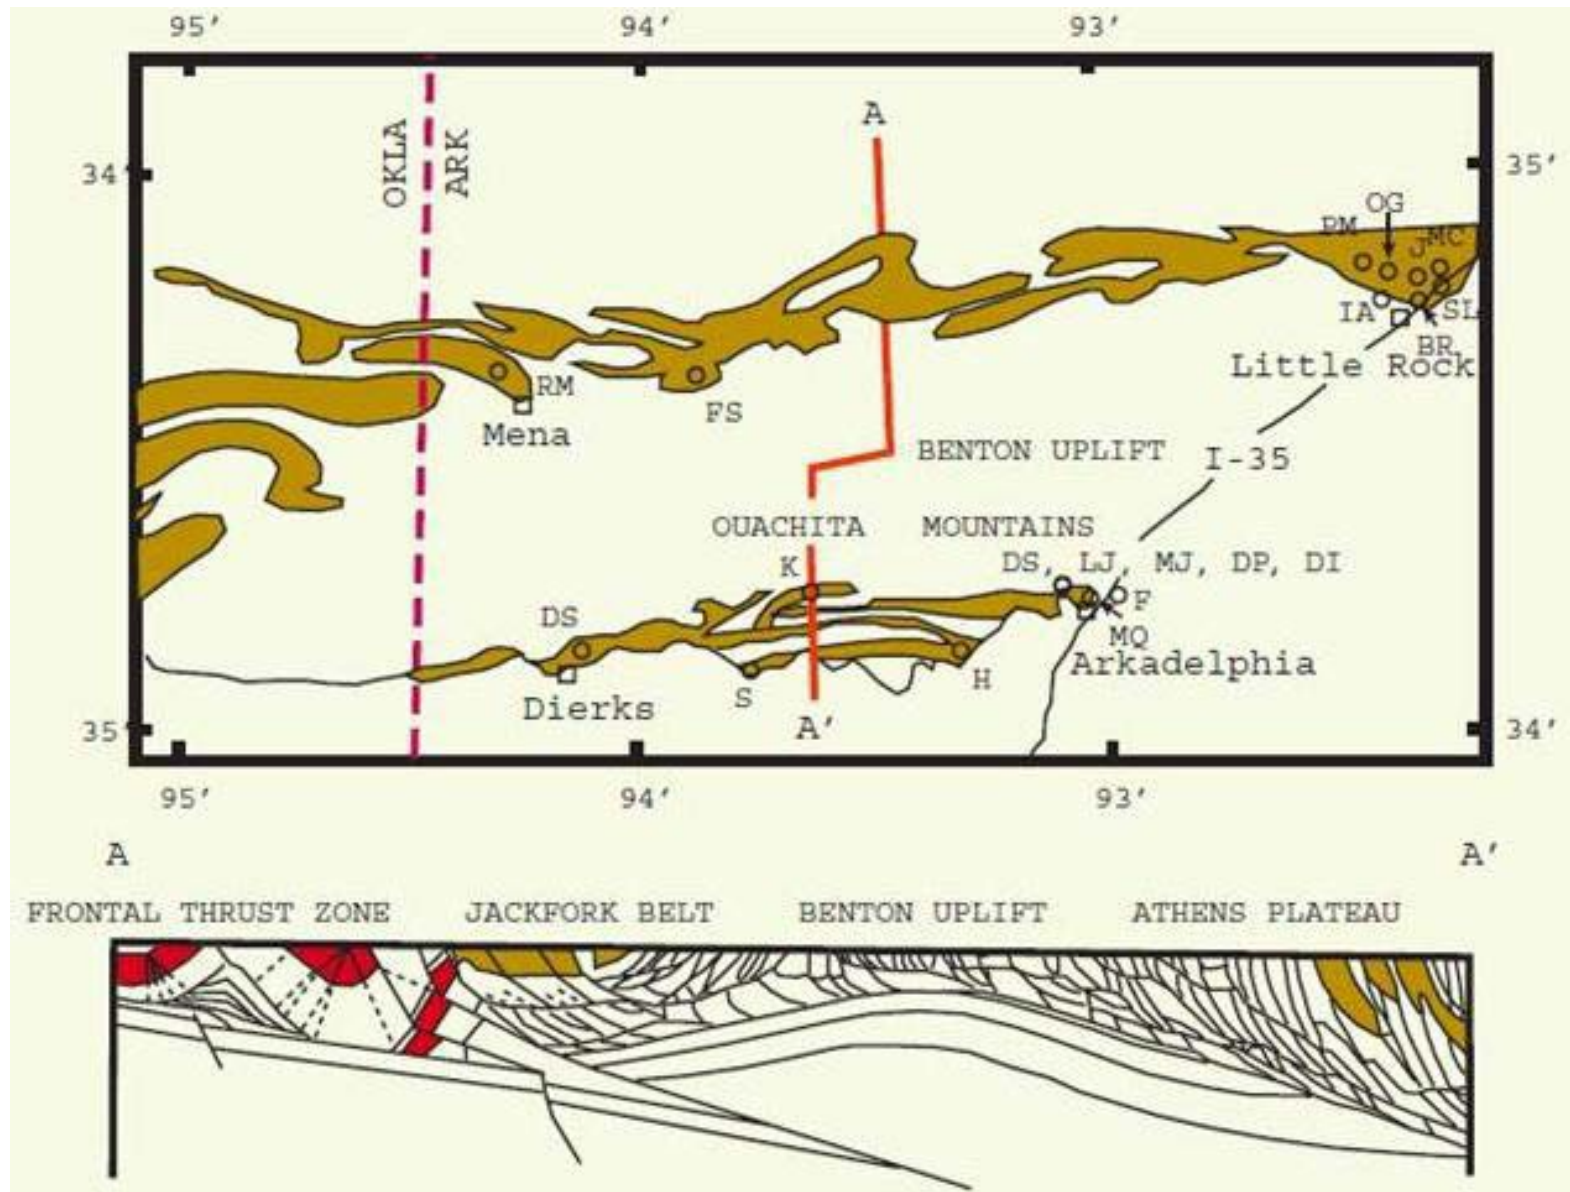 95′ 94′ 93′
A
OKLA
ARK
34′ 35′
OG
PM J MC
IA SL
BR
Little Rock
RM
FS
Mena
BENTON UPLIFT I-35
OUACHITA MOUNTAINS
K DS, LJ, MJ, DP, DI
DS F
MQ
Arkadelphia
H
S
Dierks
A′
35′ 34′
95′ 94′ 93′
A A′
FRONTAL THRUST ZONE JACKFORK BELT BENTON UPLIFT ATHENS PLATEAU